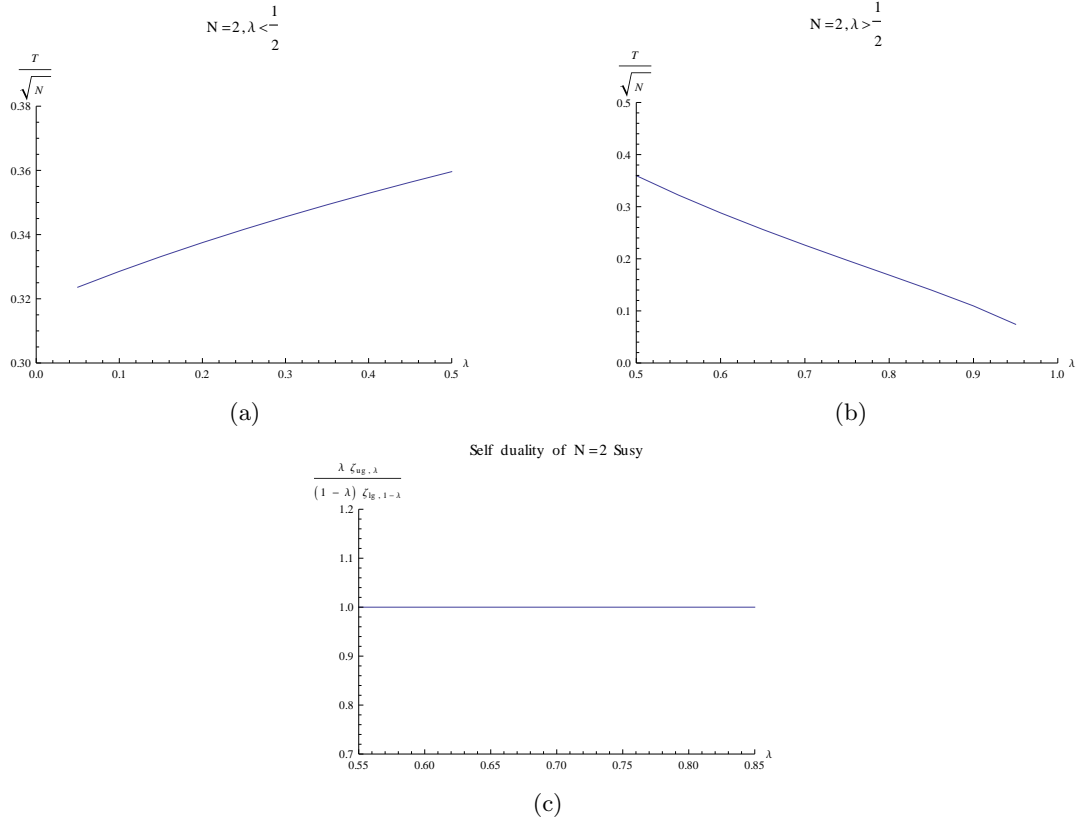 N = 2, λ < 1/2
T/√N
0.38
0.36
0.34
0.32
0.30
0.0 0.1 0.2 0.3 0.4 0.5 λ
(a)
N = 2, λ > 1/2
T/√N
0.5
0.4
0.3
0.2
0.1
0.0
0.5 0.6 0.7 0.8 0.9 1.0 λ
(b)
Self duality of N = 2 Susy
λ ζ_{ug, λ}
(1 − λ) ζ_{lg, 1−λ}
1.2
1.1
1.0
0.9
0.8
0.7
0.55 0.60 0.65 0.70 0.75 0.80 0.85 λ
(c)